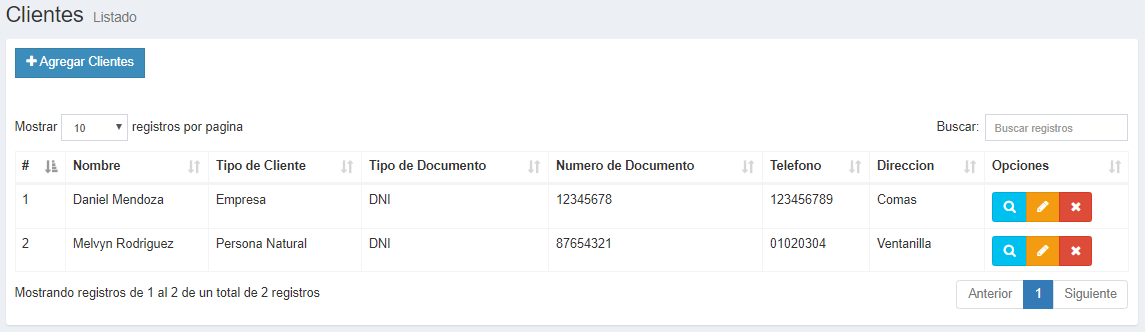 Clientes Listado
Agregar Clientes
Mostrar 10 registros por pagina Buscar: Buscar registros
# Nombre Tipo de Cliente Tipo de Documento Numero de Documento Telefono Direccion Opciones
1 Daniel Mendoza Empresa DNI 12345678 123456789 Comas
2 Melvyn Rodriguez Persona Natural DNI 87654321 01020304 Ventanilla
Mostrando registros de 1 al 2 de un total de 2 registros Anterior 1 Siguiente